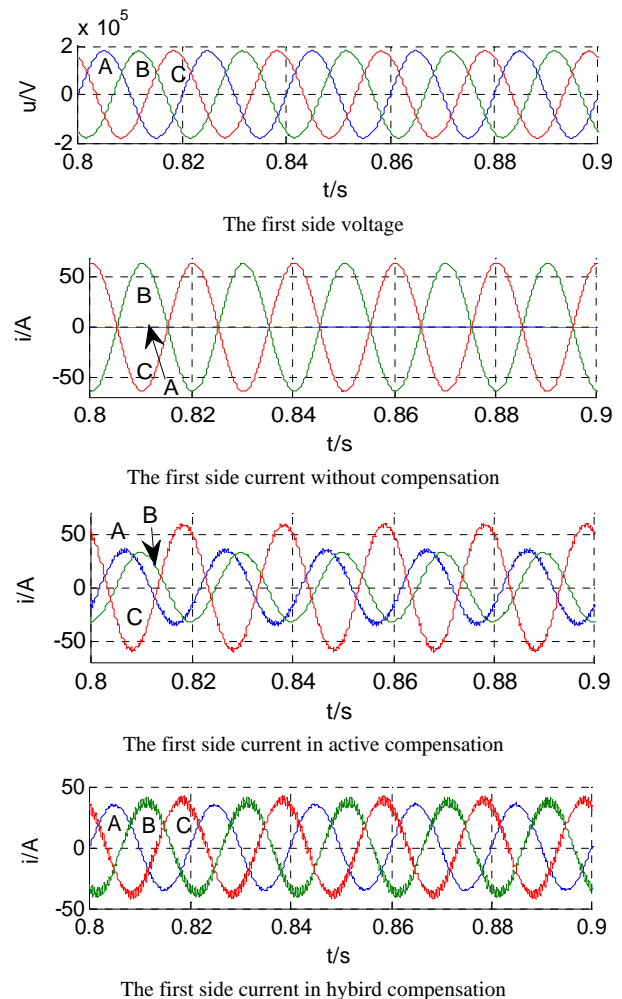 x 10^5
2
0
-2
u/V
A
B
C
0.8
0.82
0.84
0.86
0.88
0.9
t/s
The first side voltage
50
0
-50
i/A
B
C
A
0.8
0.82
0.84
0.86
0.88
0.9
t/s
The first side current without compensation
50
0
-50
i/A
A
B
C
0.8
0.82
0.84
0.86
0.88
0.9
t/s
The first side current in active compensation
50
0
-50
i/A
A
B
C
0.8
0.82
0.84
0.86
0.88
0.9
t/s
The first side current in hybird compensation